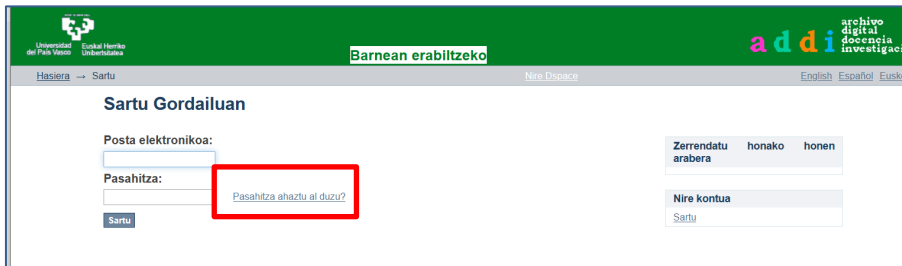 Universidad del País Vasco
Euskal Herriko Unibertsitatea
Barnean erabiltzeko
addi
archivo
digital
docencia
investigac
Hasiera → Sartu
Nire Dspace
English Español Eusk
Sartu Gordailuan
Posta elektronikoa:
Pasahitza:
Pasahitza ahaztu al duzu?
Sartu
Zerrendatu honako honen
arabera
Nire kontua
Sartu